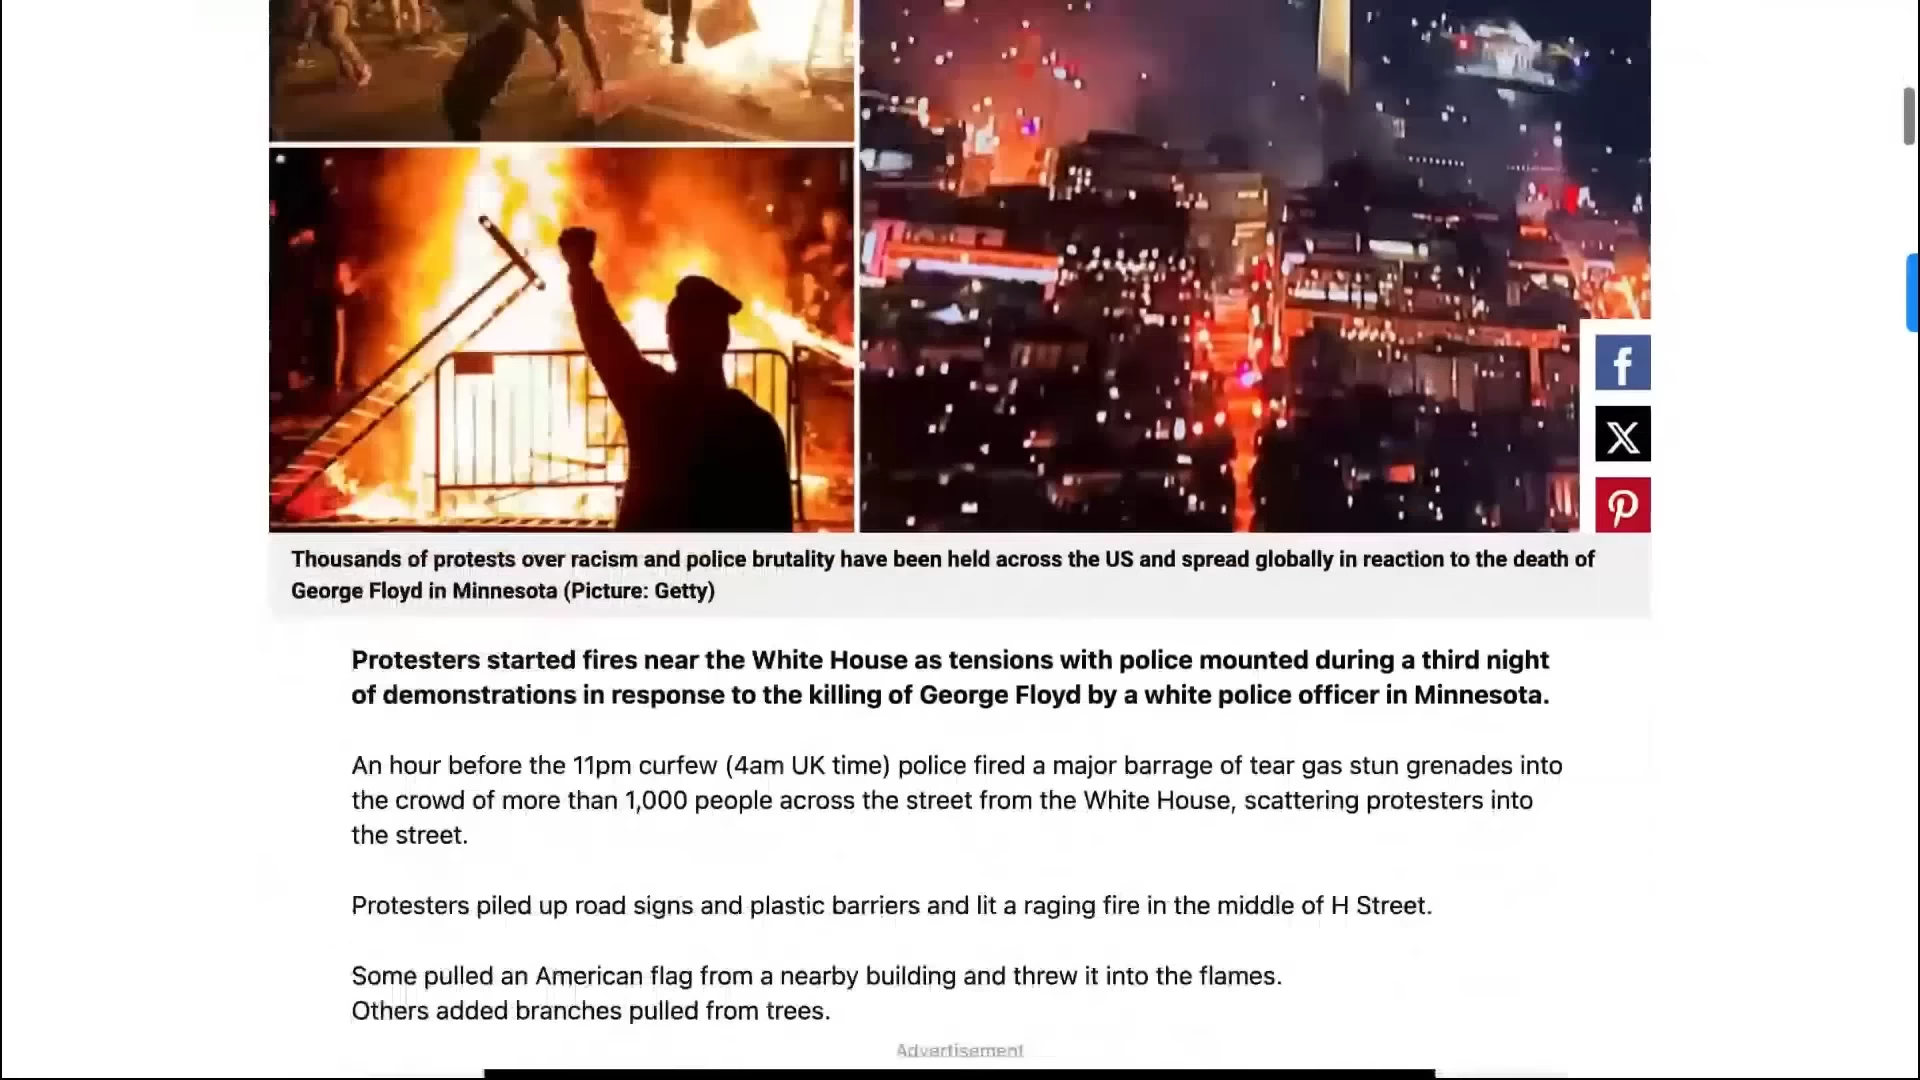 Thousands of protests over racism and police brutality have been held across the US and spread globally in reaction to the death of
George Floyd in Minnesota (Picture: Getty)
Protesters started fires near the White House as tensions with police mounted during a third night
of demonstrations in response to the killing of George Floyd by a white police officer in Minnesota.
An hour before the 11pm curfew (4am UK time) police fired a major barrage of tear gas stun grenades into
the crowd of more than 1,000 people across the street from the White House, scattering protesters into
the street.
Protesters piled up road signs and plastic barriers and lit a raging fire in the middle of H Street.
Some pulled an American flag from a nearby building and threw it into the flames.
Others added branches pulled from trees.
Advertisement